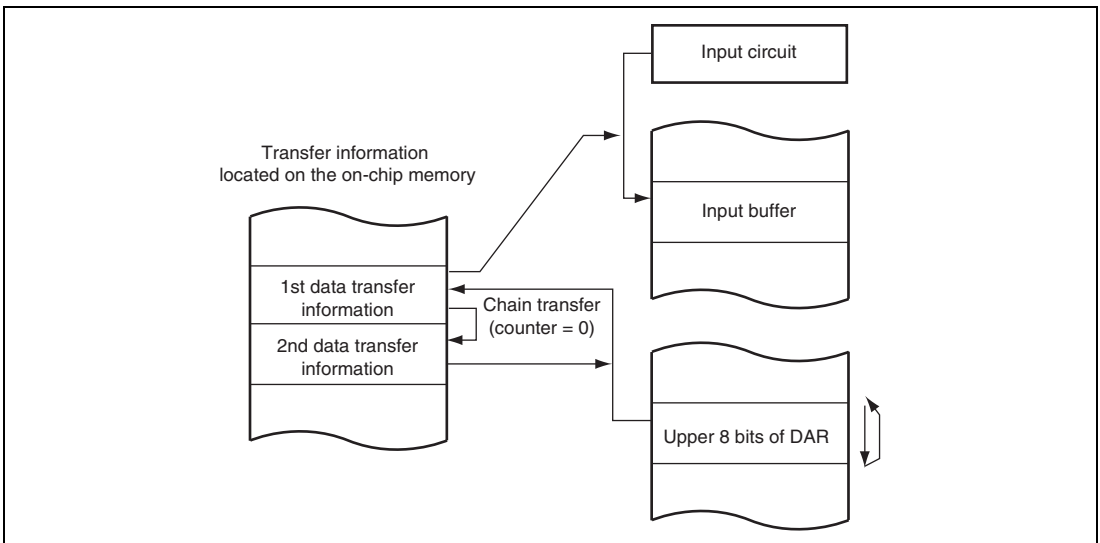 Input circuit
Transfer information
located on the on-chip memory
Input buffer
1st data transfer
information
Chain transfer
(counter = 0)
2nd data transfer
information
Upper 8 bits of DAR